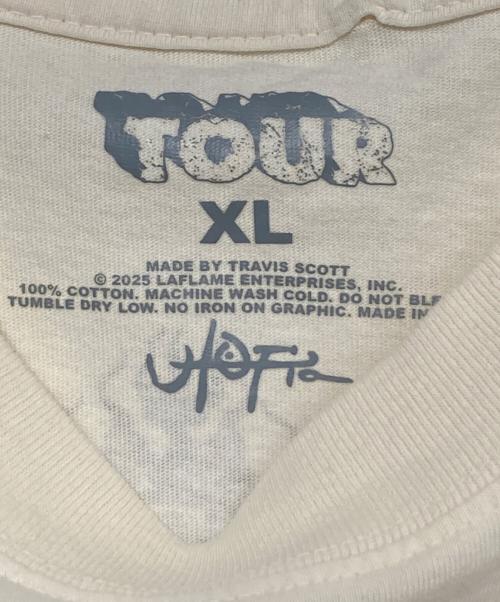 TOUR
XL
MADE BY TRAVIS SCOTT
© 2025 LAFLAME ENTERPRISES, INC.
100% COTTON. MACHINE WASH COLD. DO NOT
TUMBLE DRY LOW. NO IRON ON GRAPHIC. MADE